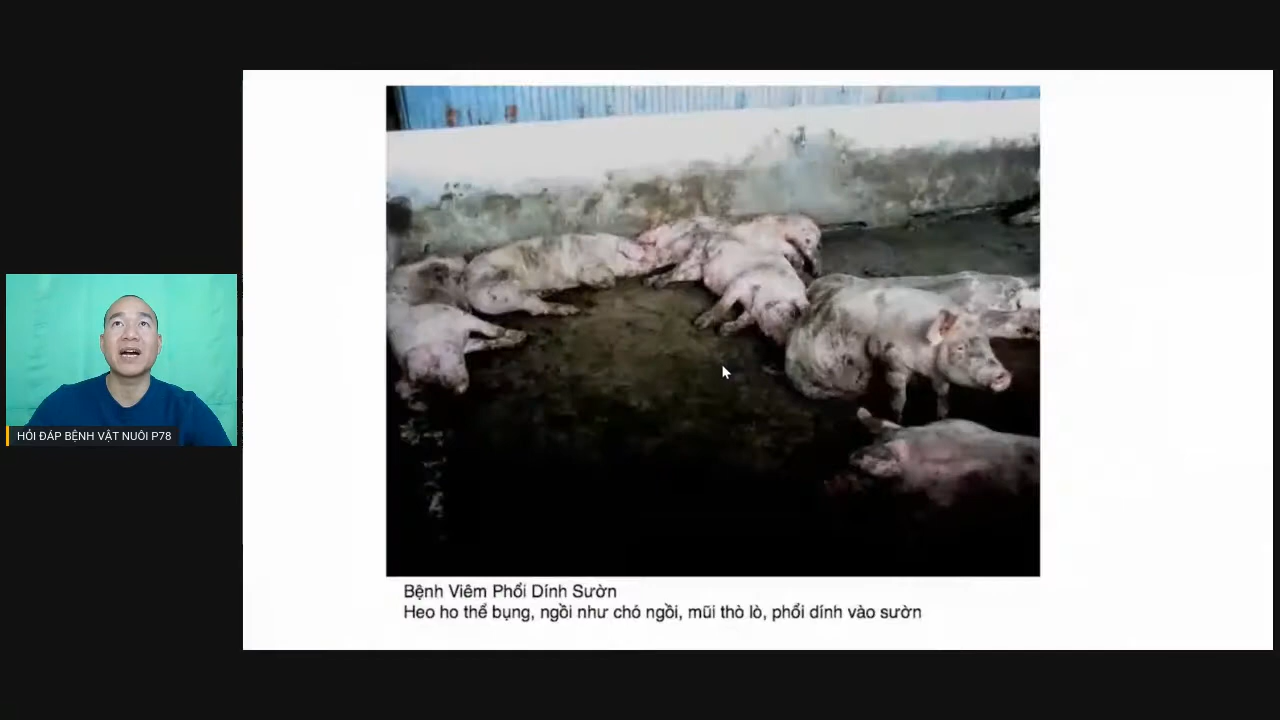 HỎI ĐÁP BỆNH VẬT NUÔI P78
Bệnh Viêm Phổi Dính Sườn
Heo ho thể bụng, ngồi như chó ngồi, mũi thò lò, phổi dính vào sườn